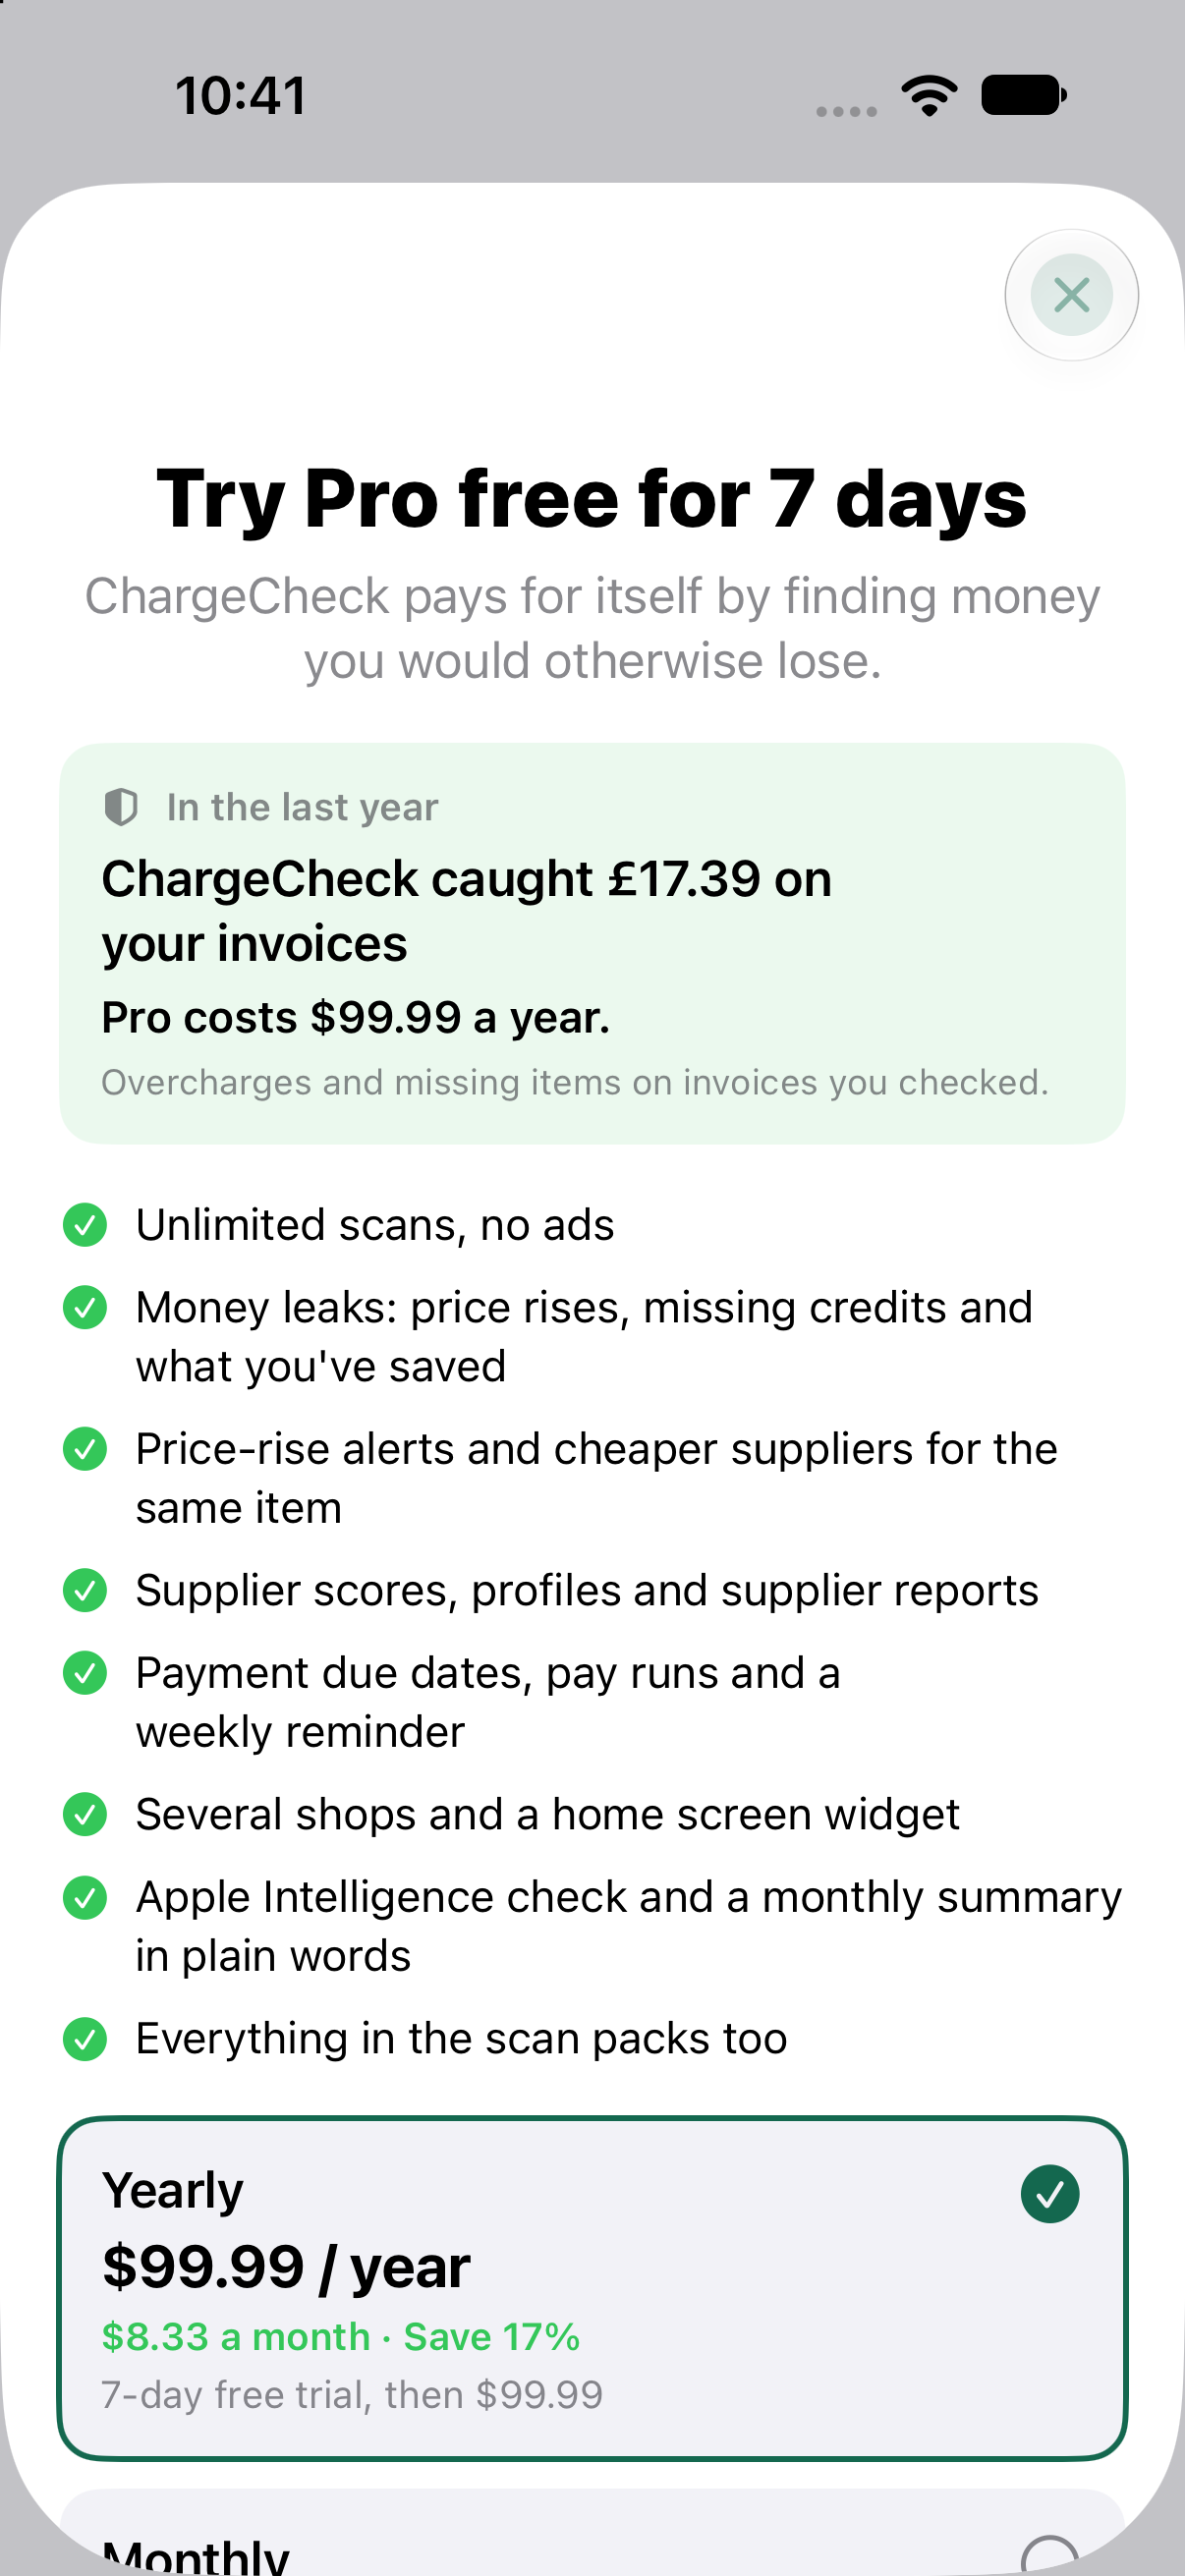 10:41
Try Pro free for 7 days
ChargeCheck pays for itself by finding money
you would otherwise lose.
In the last year
ChargeCheck caught £17.39 on
your invoices
Pro costs $99.99 a year.
Overcharges and missing items on invoices you checked.
Unlimited scans, no ads
Money leaks: price rises, missing credits and
what you've saved
Price-rise alerts and cheaper suppliers for the
same item
Supplier scores, profiles and supplier reports
Payment due dates, pay runs and a
weekly reminder
Several shops and a home screen widget
Apple Intelligence check and a monthly summary
in plain words
Everything in the scan packs too
Yearly
$99.99 / year
$8.33 a month · Save 17%
7-day free trial, then $99.99
Monthly